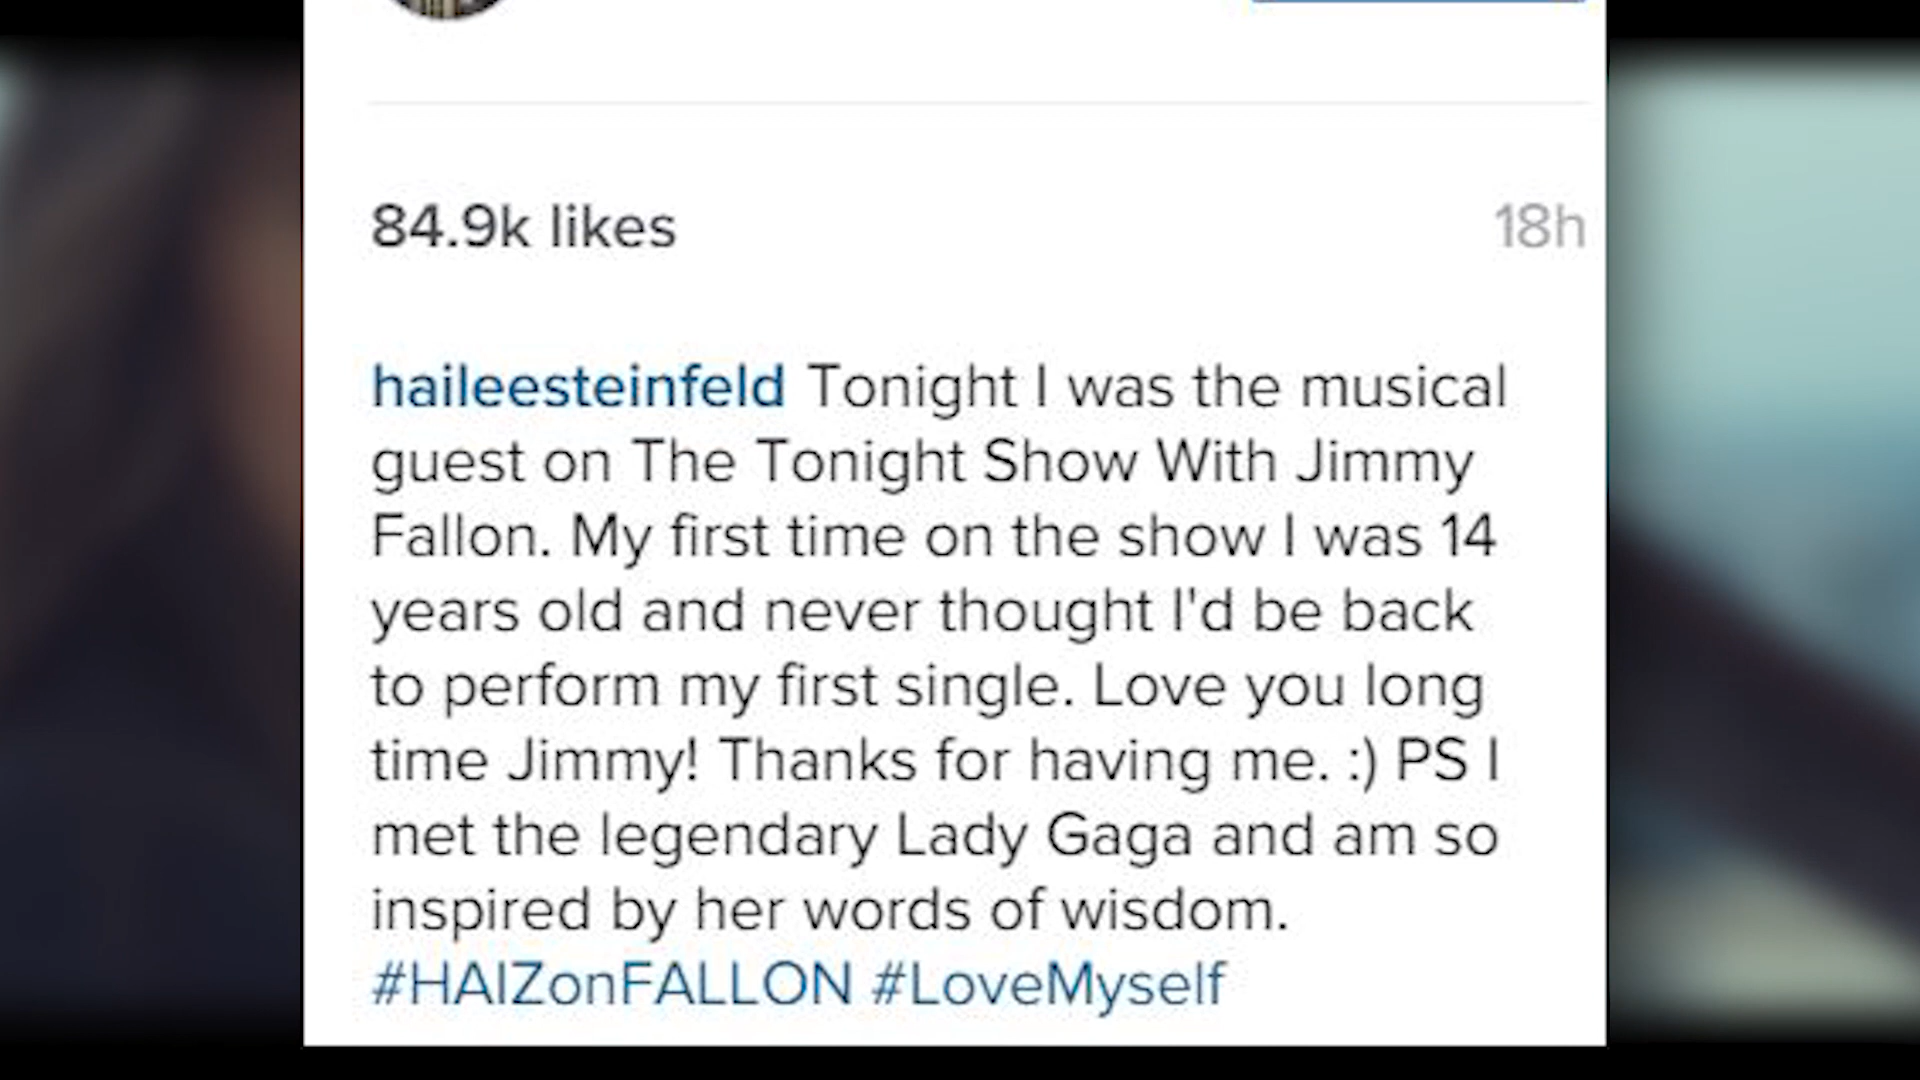 84.9k likes 18h
haileesteinfeld Tonight I was the musical
guest on The Tonight Show With Jimmy
Fallon. My first time on the show I was 14
years old and never thought I'd be back
to perform my first single. Love you long
time Jimmy! Thanks for having me. :) PS I
met the legendary Lady Gaga and am so
inspired by her words of wisdom.
#HAIZonFALLON #LoveMyself